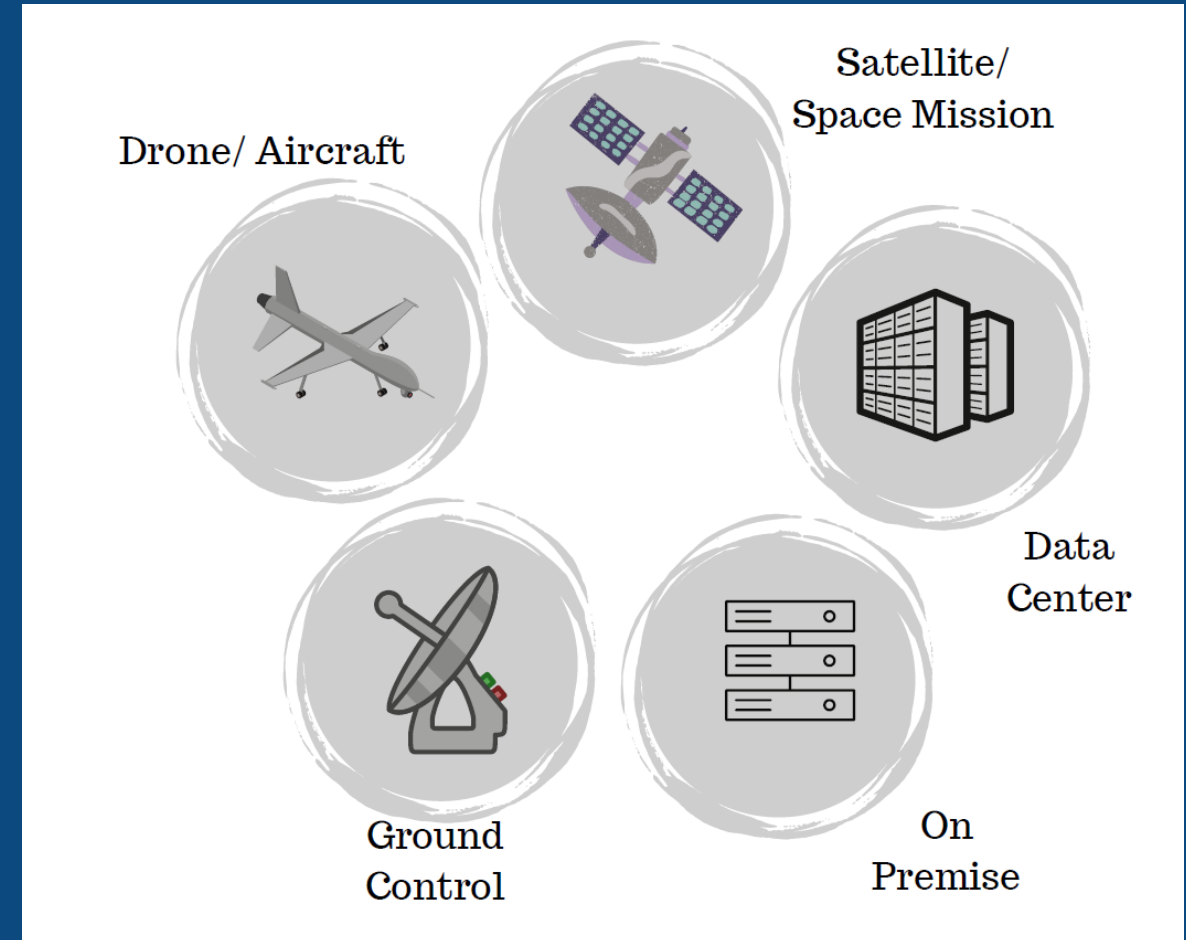 Satellite/
Space Mission
Drone/ Aircraft
Data
Center
On
Premise
Ground
Control